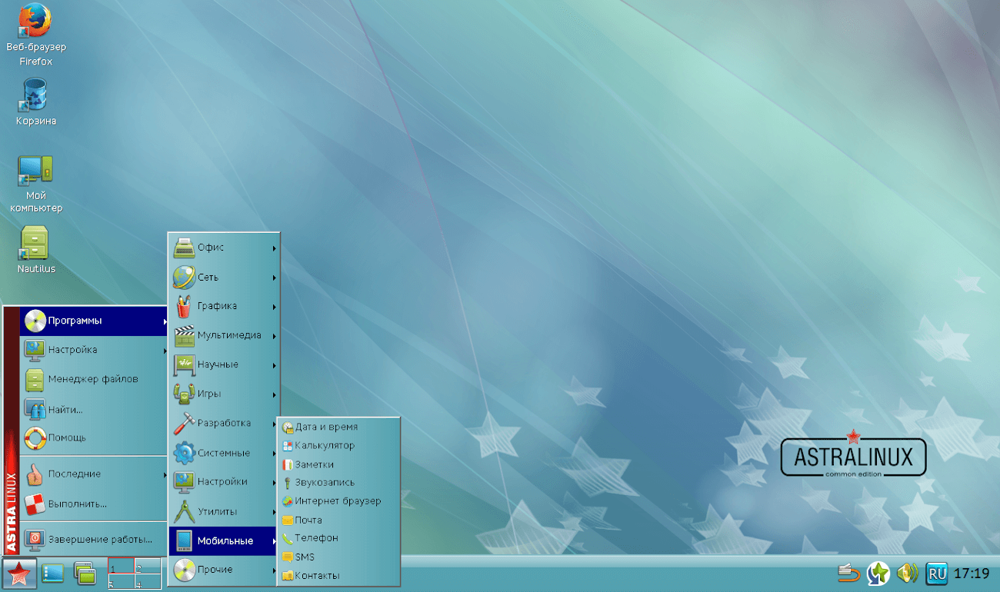 Веб-браузер
Firefox
Корзина
Мой
компьютер
Nautilus
Программы
Настройка
Менеджер файлов
Найти...
Помощь
Последние
Выполнить...
Завершение работы...
ASTRA LINUX
Офис
Сеть
Графика
Мультимедиа
Научные
Игры
Разработка
Системные
Настройки
Утилиты
Мобильные
Прочие
Дата и время
Калькулятор
Заметки
Звукозапись
Интернет браузер
Почта
Телефон
SMS
Контакты
ASTRALINUX
common edition
1 2
3 4
RU 17:19